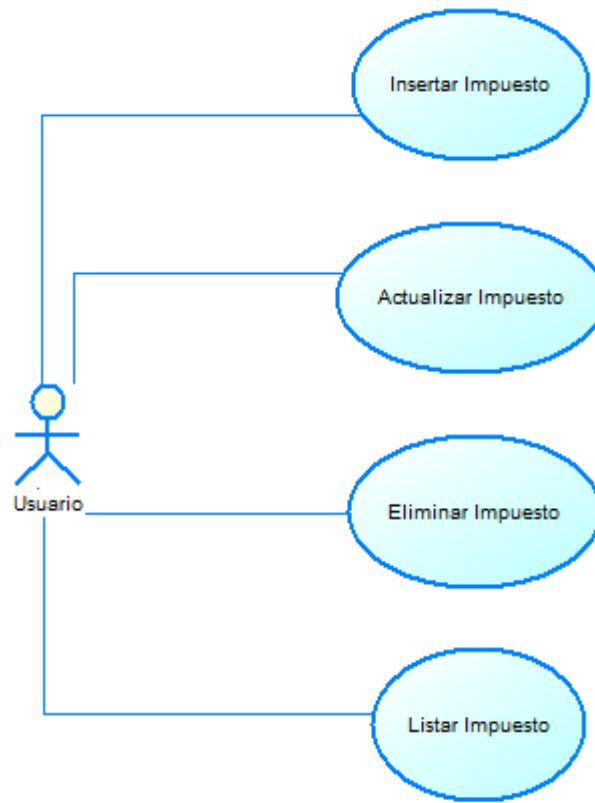 Insertar Impuesto
Actualizar Impuesto
Usuario
Eliminar Impuesto
Listar Impuesto